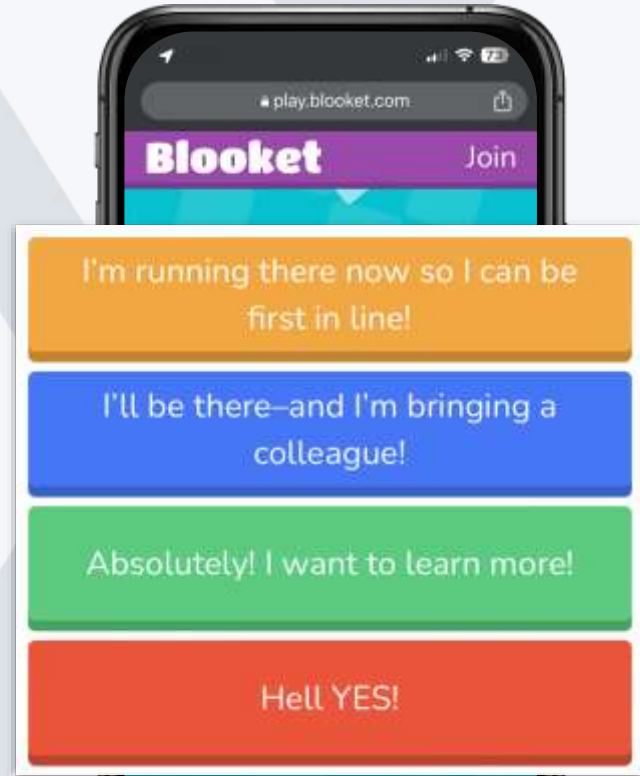 73
play.blooket.com
Blooket Join
I'm running there now so I can be
first in line!
I'll be there–and I'm bringing a
colleague!
Absolutely! I want to learn more!
Hell YES!